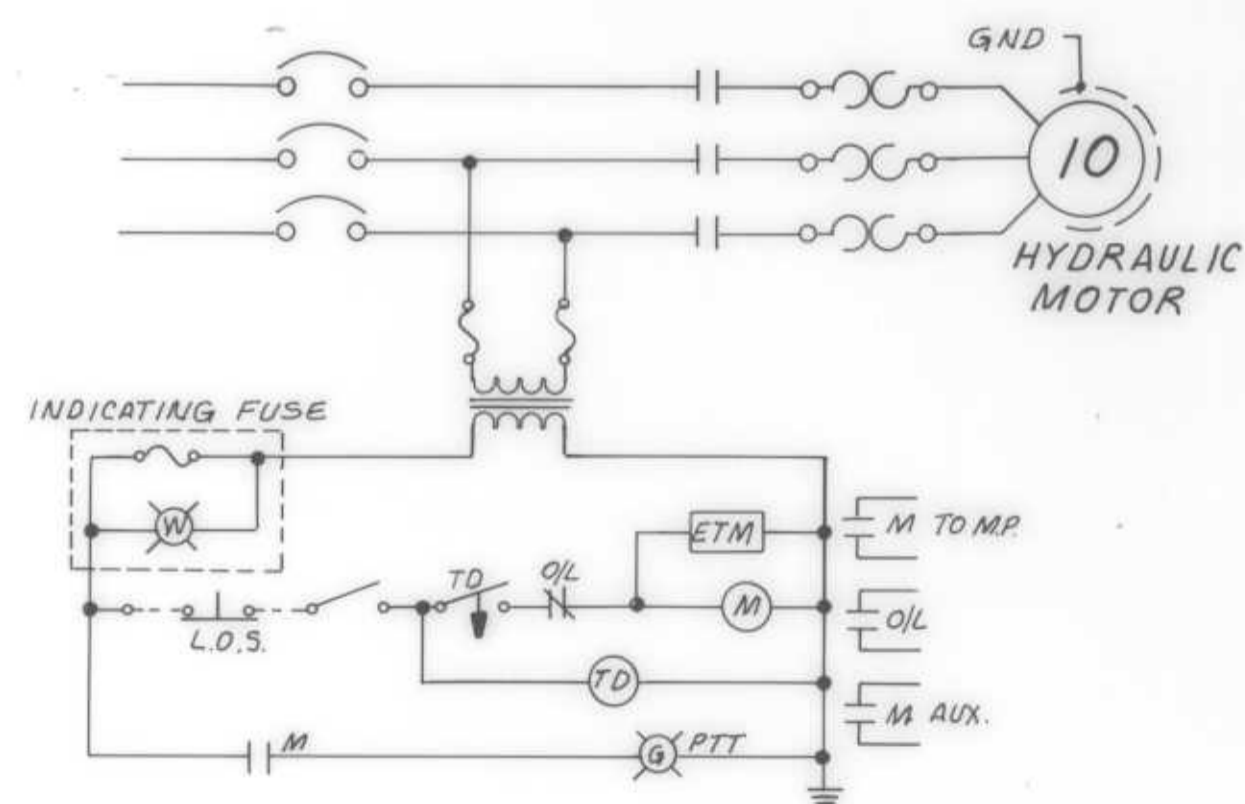 GND
10
HYDRAULIC
MOTOR
INDICATING FUSE
W
ETM
M TO M.P.
TD
O/L
M
O/L
L.O.S.
TD
M AUX.
M
G
PTT